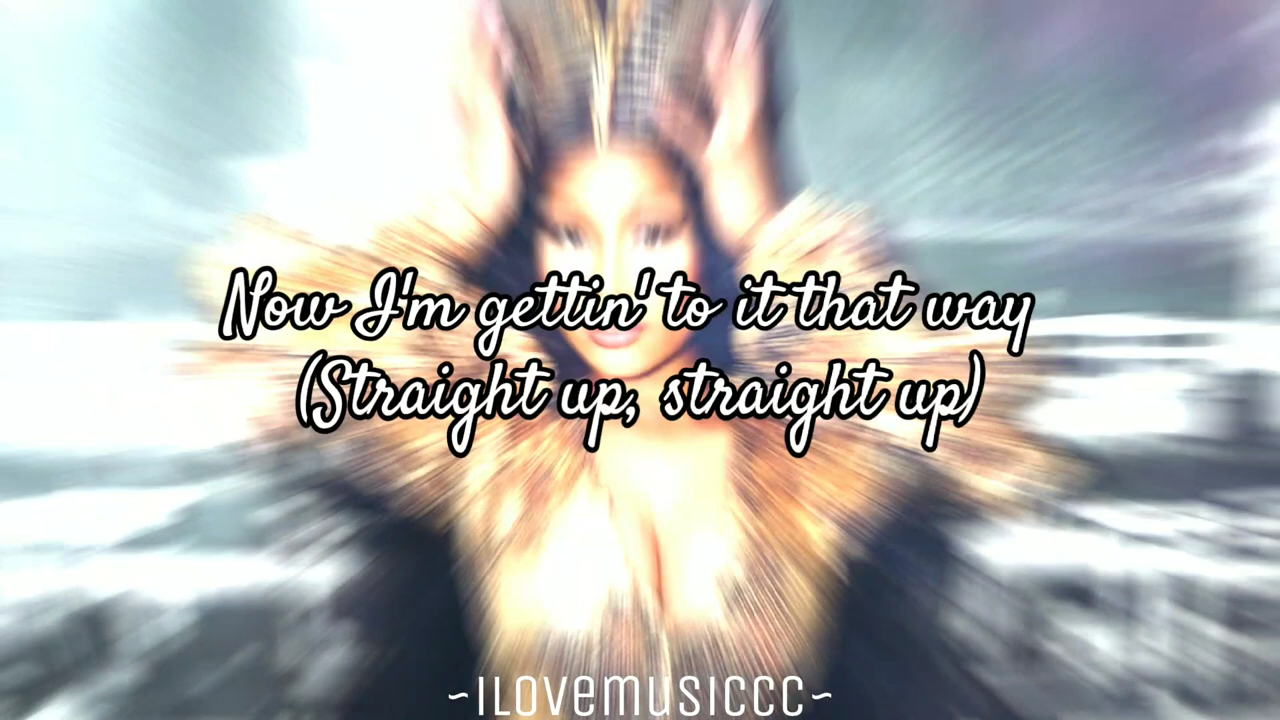 Now I'm gettin' to it that way
(Straight up, straight up)
~ILOVEMUSICCC~